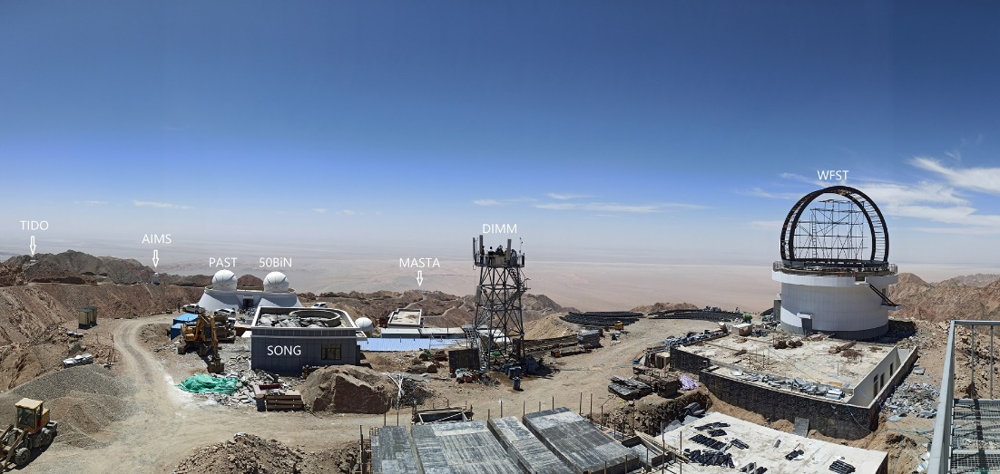 TIDO
AIMS
PAST
50BiN
MASTA
DIMM
WFST
SONG